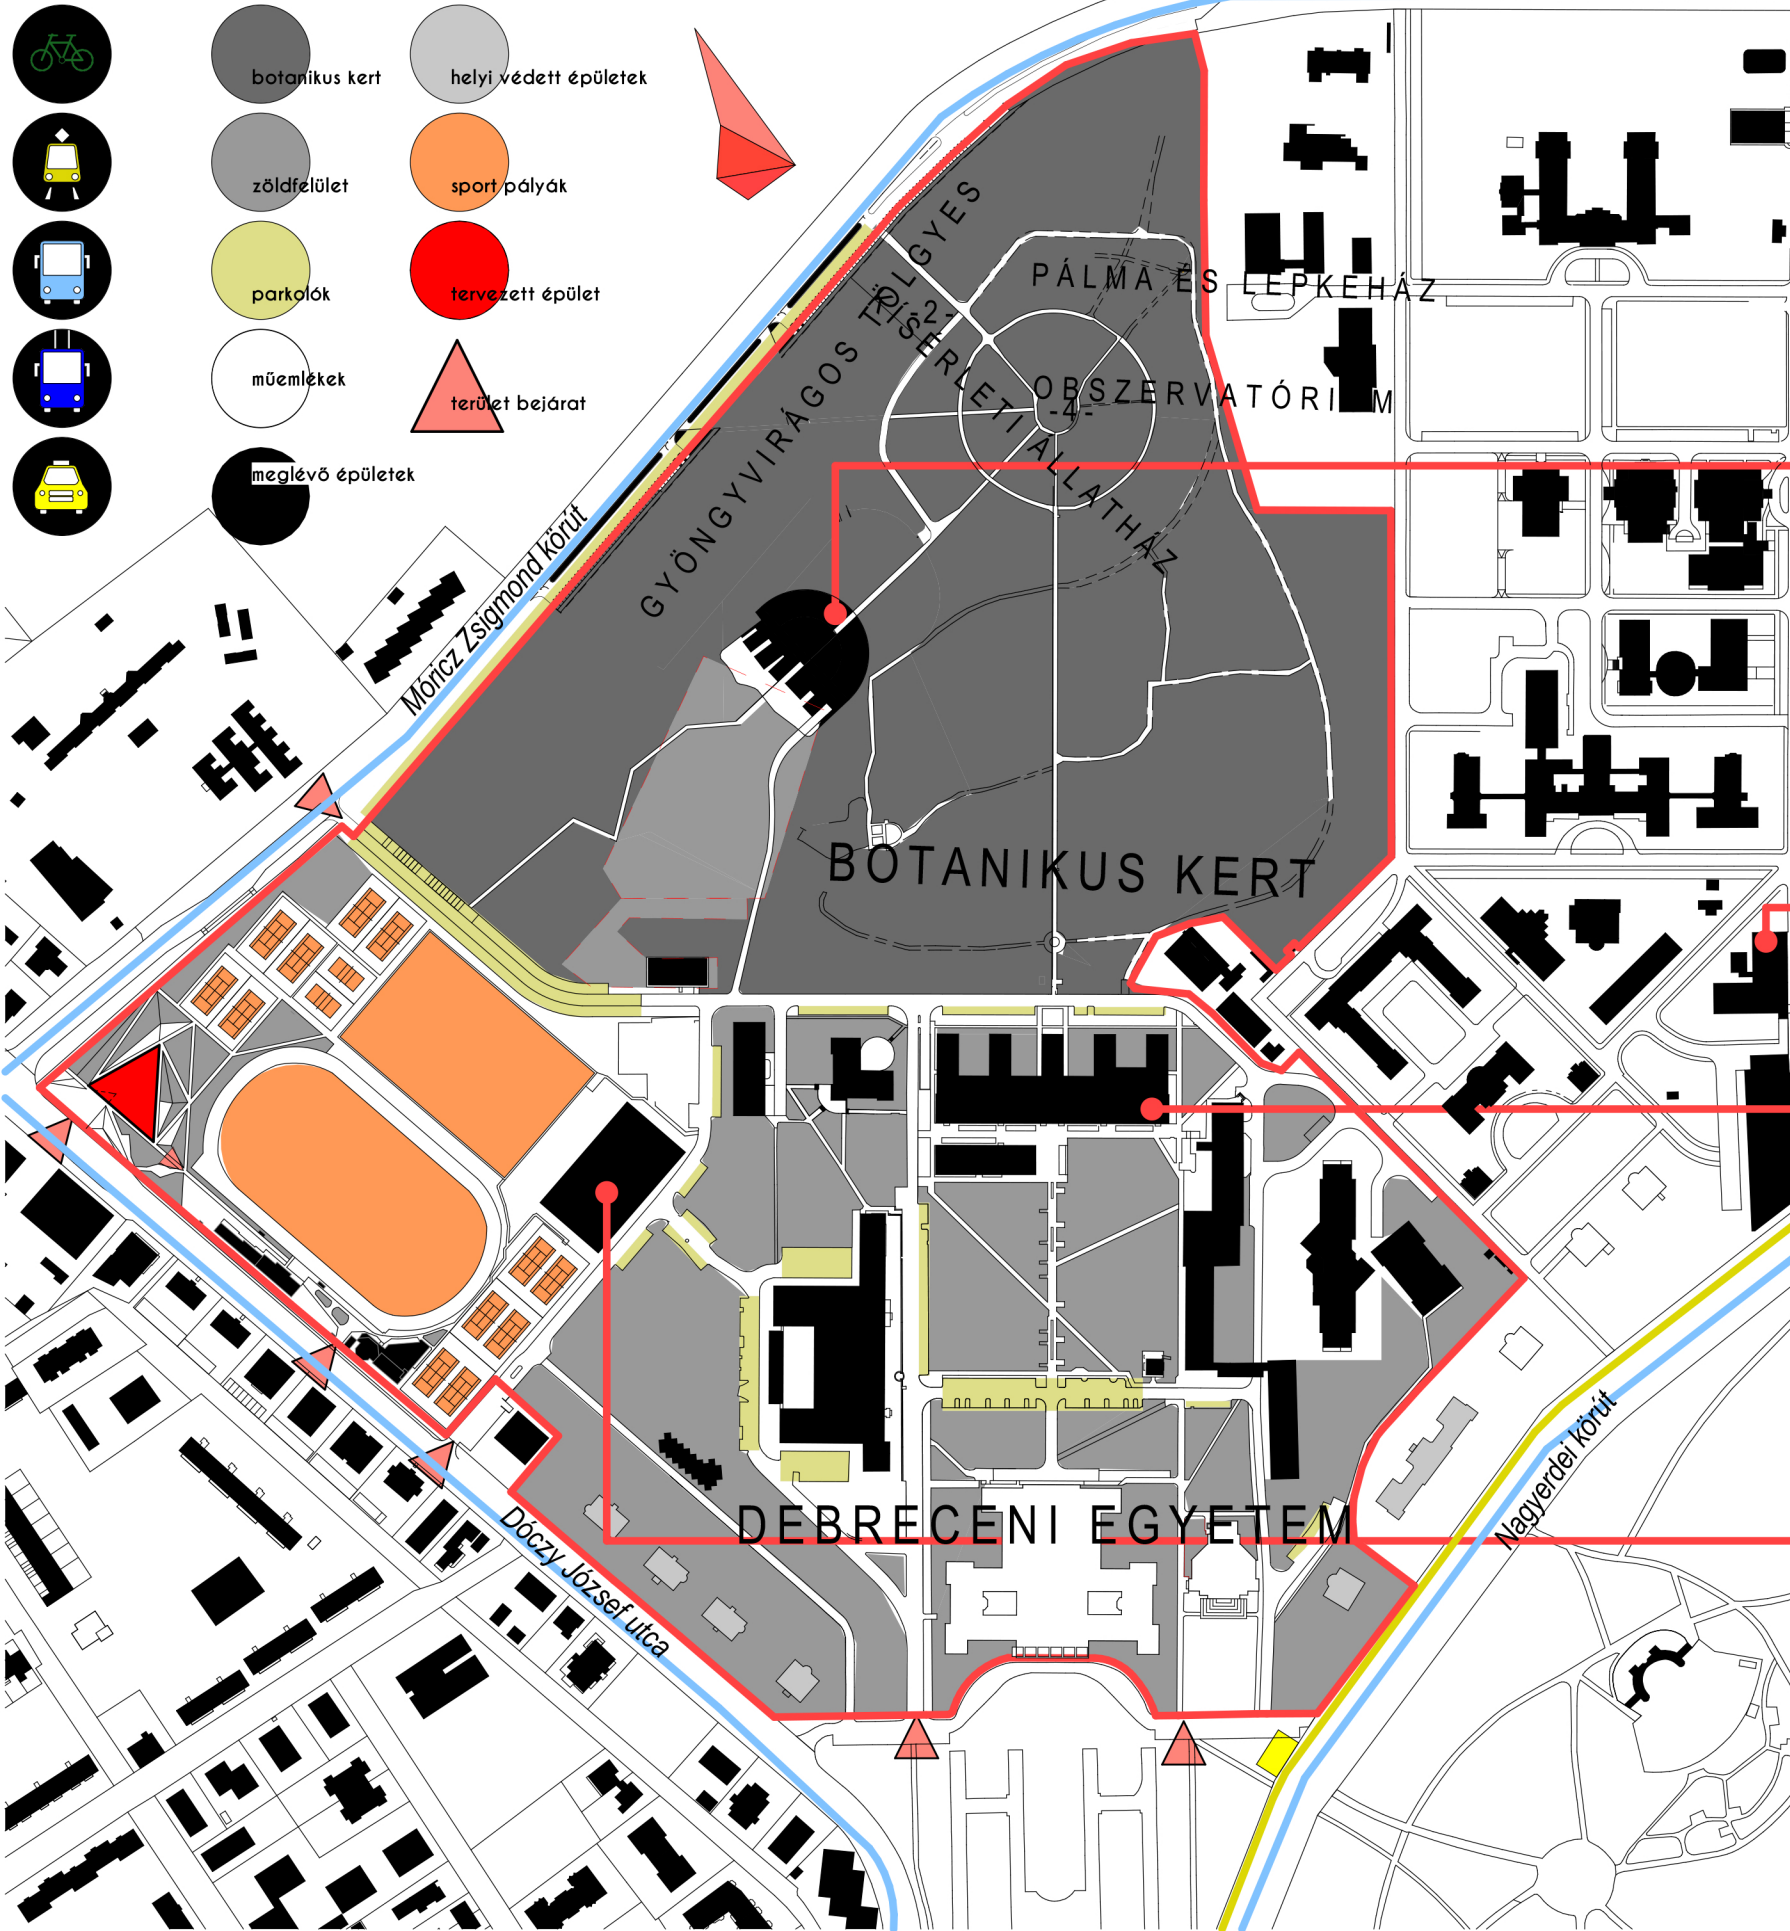 botanikus kert
helyi védett épületek
zöldfelület
sport pályák
parkolók
tervezett épület
műemlékek
terület bejárat
meglévő épületek
Móricz Zsigmond körút
GYÖNGYVIRÁGOS TÖLGYES
-2-
KÍSÉRLETI ÁLLATHÁZ
PÁLMA ÉS LEPKEHÁZ
OBSZERVATÓRIUM
-4-
BOTANIKUS KERT
DEBRECENI EGYETEM
Dóczy József utca
Nagyerdei körút